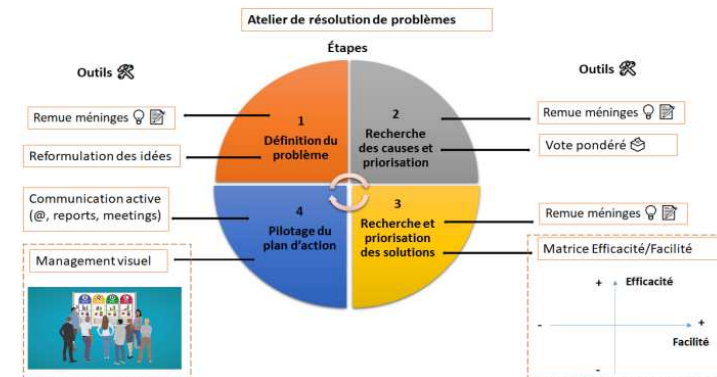 Atelier de résolution de problèmes
Étapes
Outils
Outils
Remue méninges
Reformulation des idées
Communication active
(@, reports, meetings)
Management visuel
1
Définition du
problème
2
Recherche
des causes et
priorisation
4
Pilotage du
plan d'action
3
Recherche et
priorisation
des solutions
Remue méninges
Vote pondéré
Remue méninges
Matrice Efficacité/Facilité
+ Efficacité
- +
Facilité
-